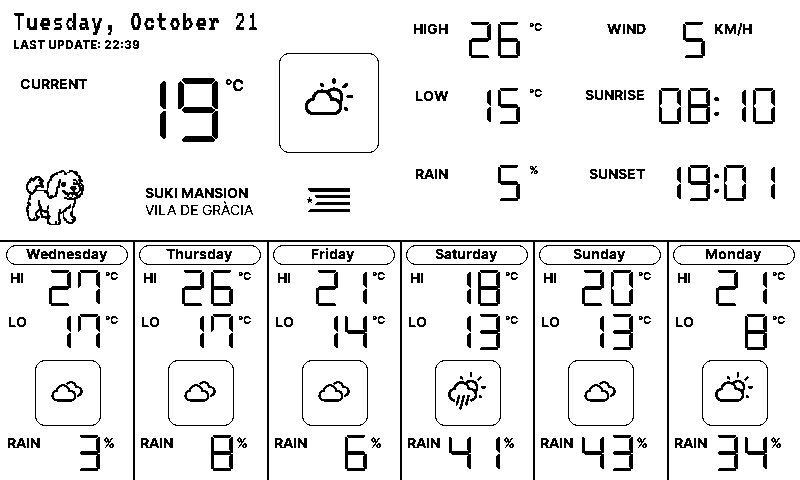 Tuesday, October 21
LAST UPDATE: 22:39
CURRENT 19 °C
SUKI MANSION
VILA DE GRÀCIA
HIGH 26 °C
LOW 15 °C
RAIN 5 %
WIND 5 KM/H
SUNRISE 08:10
SUNSET 19:01
Wednesday
HI 27 °C
LO 17 °C
RAIN 3 %
Thursday
HI 26 °C
LO 17 °C
RAIN 8 %
Friday
HI 21 °C
LO 14 °C
RAIN 6 %
Saturday
HI 18 °C
LO 13 °C
RAIN 41 %
Sunday
HI 20 °C
LO 13 °C
RAIN 43 %
Monday
HI 21 °C
LO 8 °C
RAIN 34 %